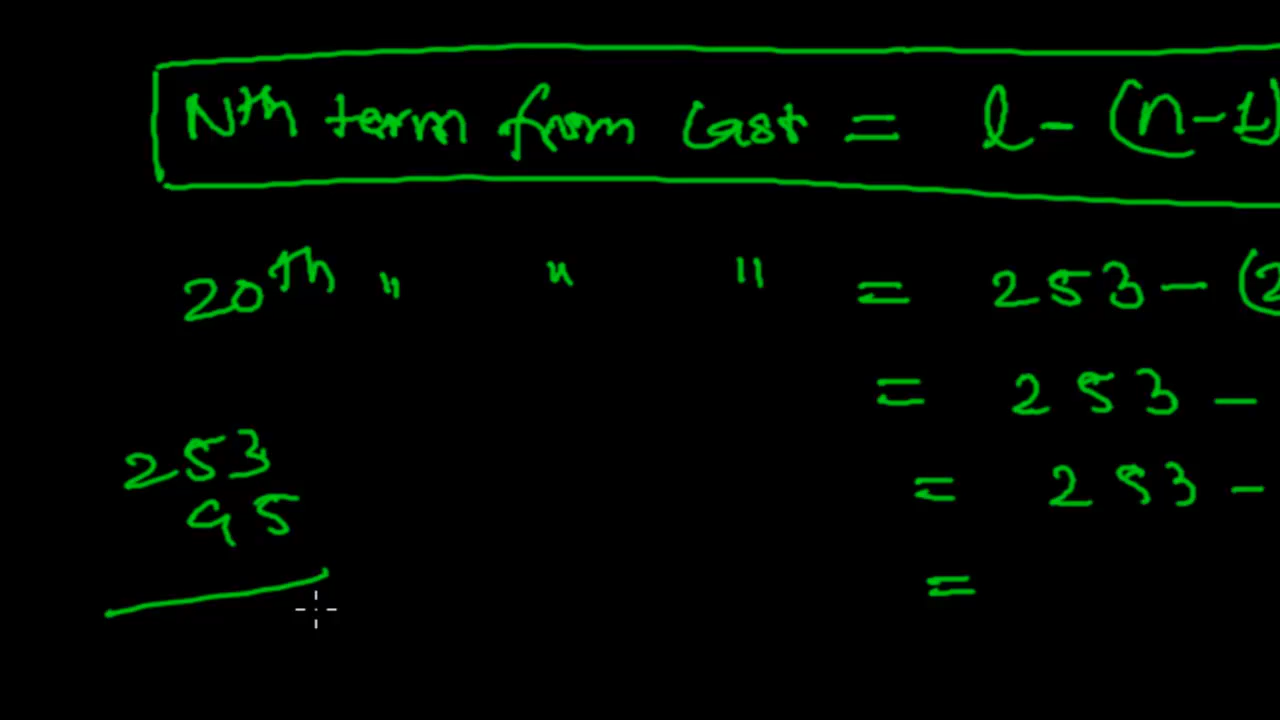 Nth term from last = l - (n-1)
20th " " " = 253 - (2
= 253 -
253
= 253 -
95
=